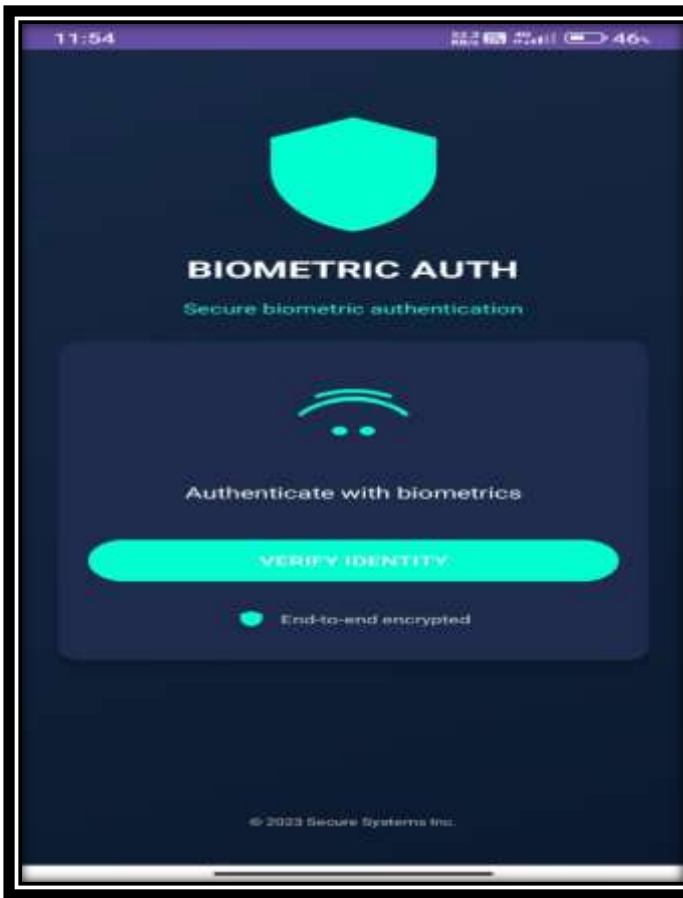 11:54
46%
BIOMETRIC AUTH
Secure biometric authentication
Authenticate with biometrics
VERIFY IDENTITY
End-to-end encrypted
© 2023 Secure Systems Inc.